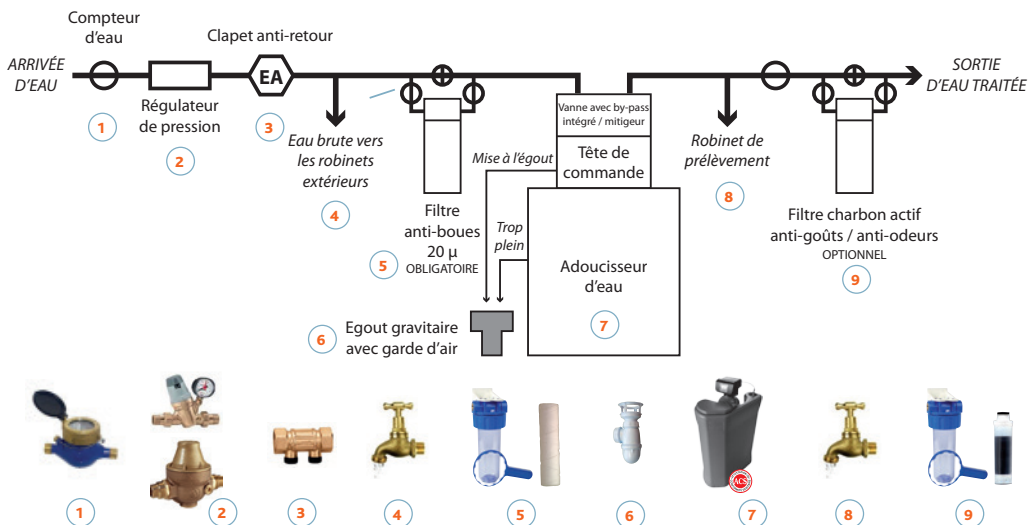 Compteur
d'eau
Clapet anti-retour
ARRIVÉE
D'EAU
EA
SORTIE
D'EAU TRAITÉE
Régulateur
de pression
1
2
3
Eau brute vers
les robinets
extérieurs
4
Filtre
anti-boues
20 µ
OBLIGATOIRE
5
Vanne avec by-pass
intégré / mitigeur
Mise à l'égout
Tête de
commande
Trop
plein
Adoucisseur
d'eau
7
6
Egout gravitaire
avec garde d'air
Robinet de
prélèvement
8
Filtre charbon actif
anti-goûts / anti-odeurs
OPTIONNEL
9
ACS
1
2
3
4
5
6
7
8
9